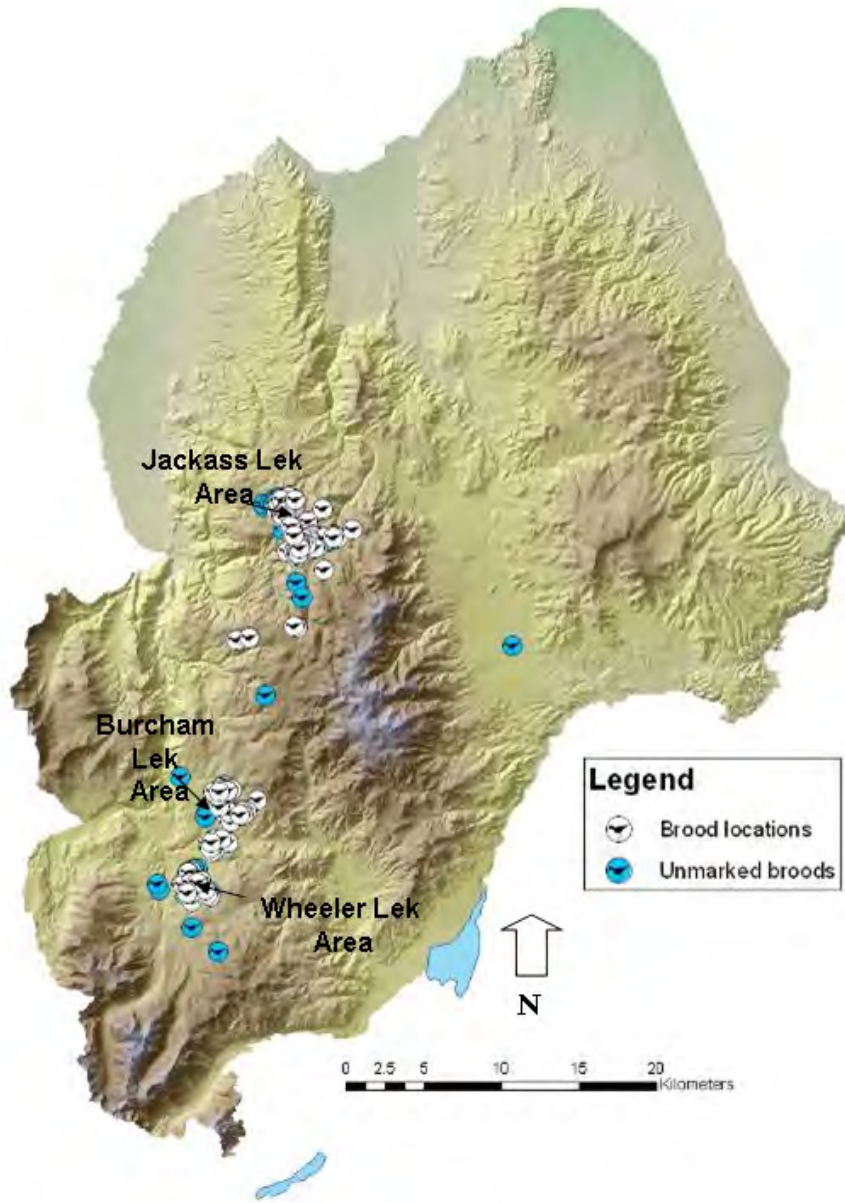 Jackass Lek
Area
Burcham
Lek
Area
Legend
Brood locations
Unmarked broods
Wheeler Lek
Area
N
0 2.5 5 10 15 20
Kilometers